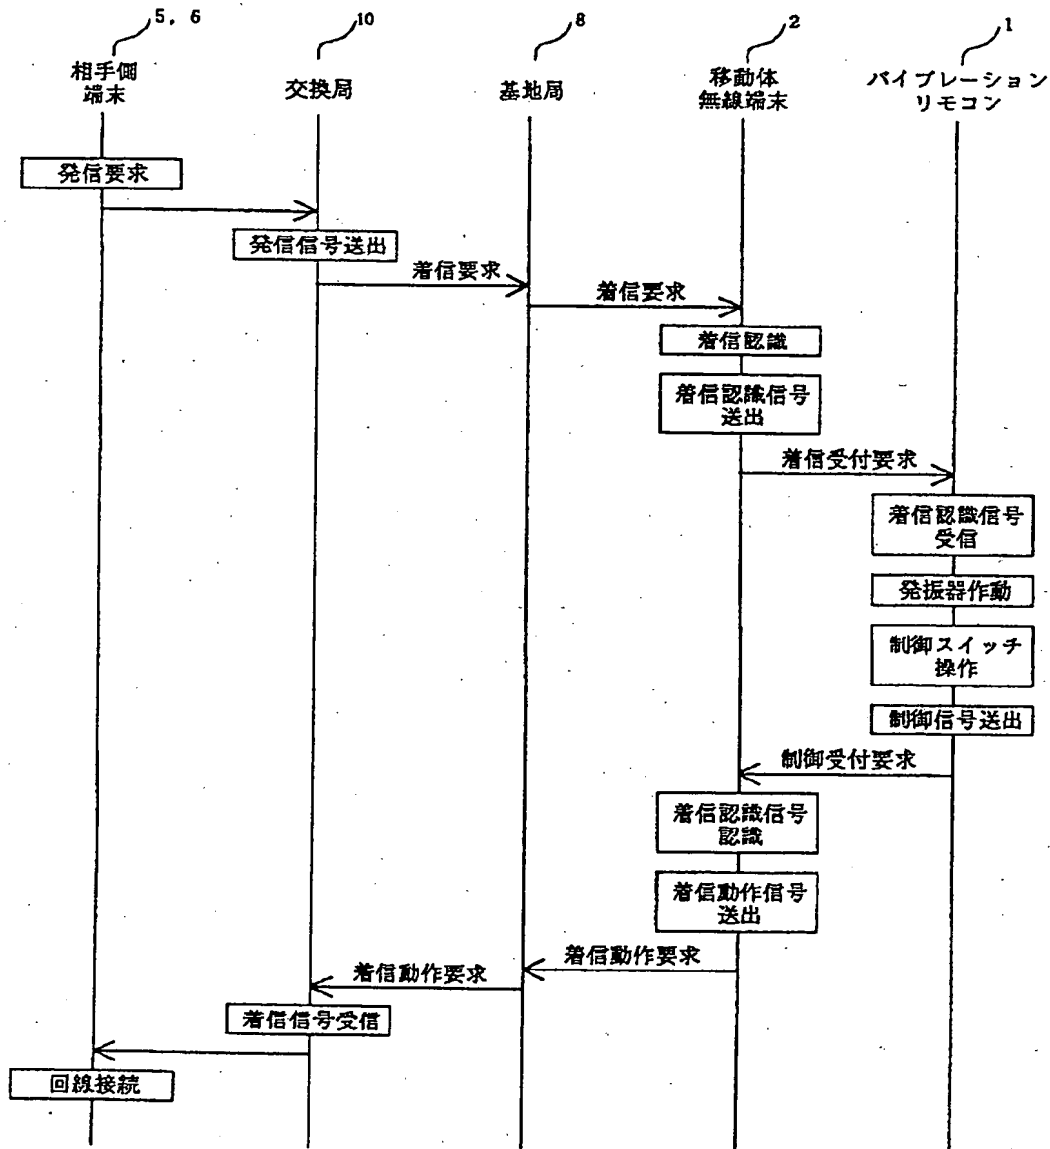 5, 6
10
8
2
1
相手側
端末
交換局
基地局
移動体
無線端末
バイブレーション
リモコン
発信要求
発信信号送出
着信要求
着信要求
着信認識
着信認識信号
送出
着信受付要求
着信認識信号
受信
発振器作動
制御スイッチ
操作
制御信号送出
制御受付要求
着信認識信号
認識
着信動作信号
送出
着信動作要求
着信動作要求
着信信号受信
回線接続